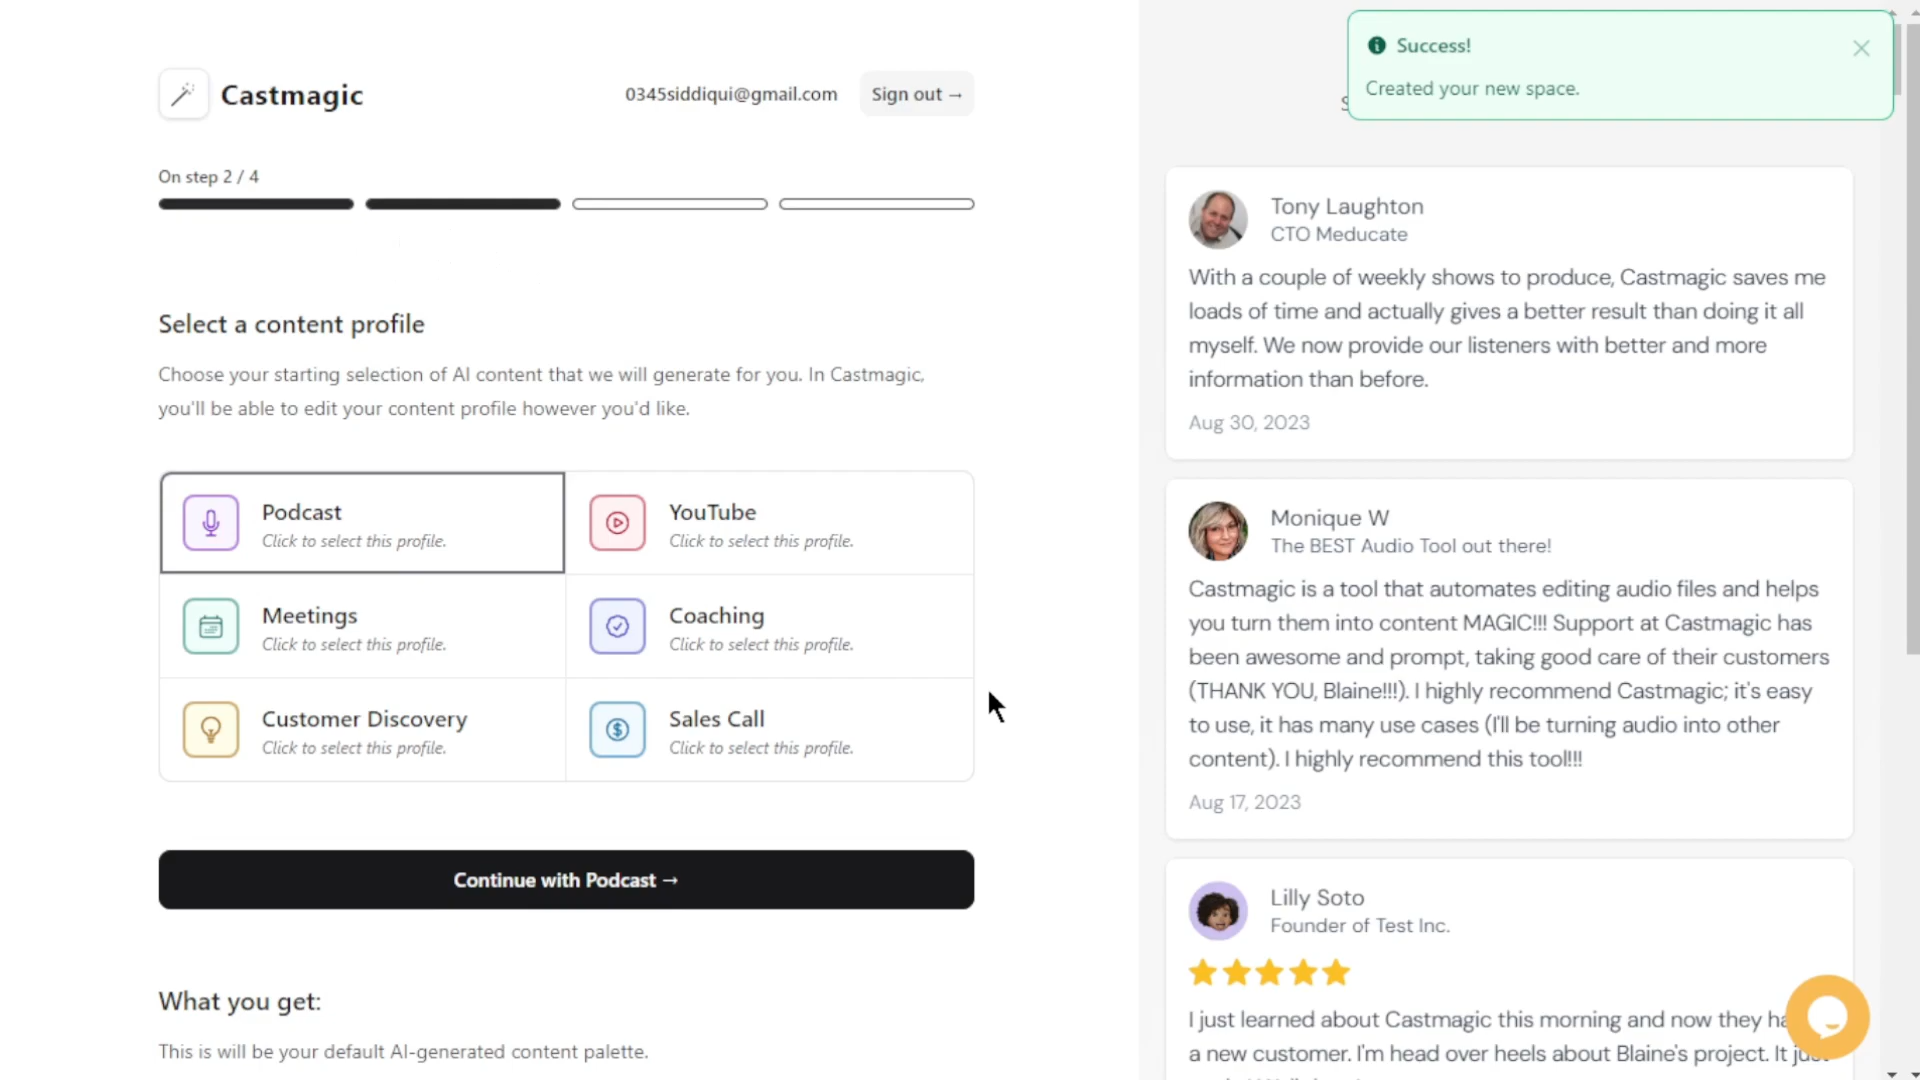 Castmagic
0345siddiqui@gmail.com
Sign out →
On step 2 / 4
Select a content profile
Choose your starting selection of AI content that we will generate for you. In Castmagic,
you'll be able to edit your content profile however you'd like.
Podcast
Click to select this profile.
YouTube
Click to select this profile.
Meetings
Click to select this profile.
Coaching
Click to select this profile.
Customer Discovery
Click to select this profile.
Sales Call
Click to select this profile.
Continue with Podcast →
What you get:
This is will be your default AI-generated content palette.
Success!
Created your new space.
Tony Laughton
CTO Meducate
With a couple of weekly shows to produce, Castmagic saves me
loads of time and actually gives a better result than doing it all
myself. We now provide our listeners with better and more
information than before.
Aug 30, 2023
Monique W
The BEST Audio Tool out there!
Castmagic is a tool that automates editing audio files and helps
you turn them into content MAGIC!!! Support at Castmagic has
been awesome and prompt, taking good care of their customers
(THANK YOU, Blaine!!!). I highly recommend Castmagic; it's easy
to use, it has many use cases (I'll be turning audio into other
content). I highly recommend this tool!!!
Aug 17, 2023
Lilly Soto
Founder of Test Inc.
I just learned about Castmagic this morning and now they
a new customer. I'm head over heels about Blaine's project. It